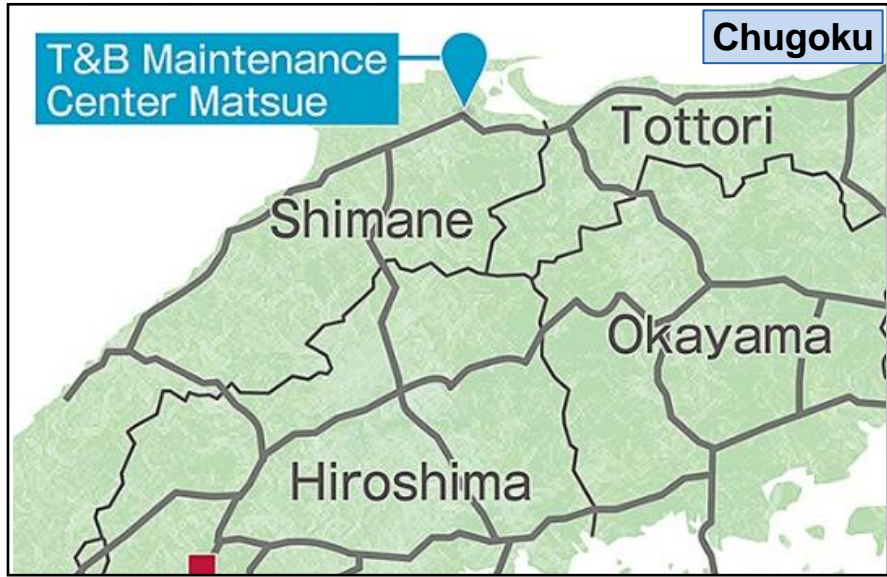 Chugoku
T&B Maintenance
Center Matsue
Tottori
Shimane
Okayama
Hiroshima